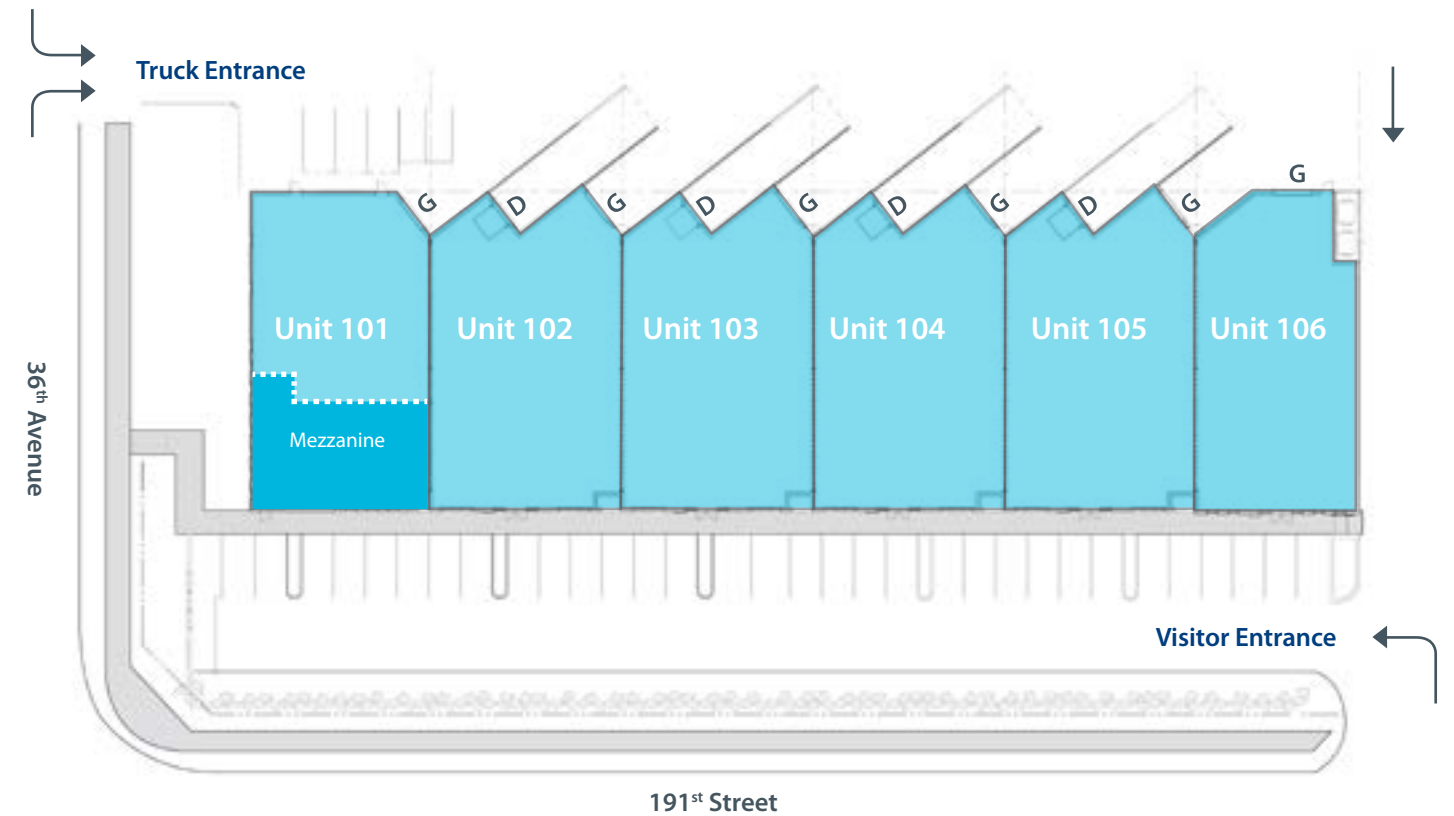 Truck Entrance
G
G D G D G D G D G
Unit 101 Unit 102 Unit 103 Unit 104 Unit 105 Unit 106
36th Avenue
Mezzanine
Visitor Entrance
191st Street